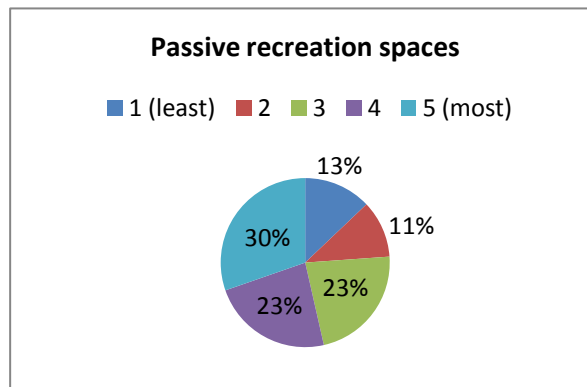 Passive recreation spaces
1 (least) 2 3 4 5 (most)
13%
11%
30%
23%
23%